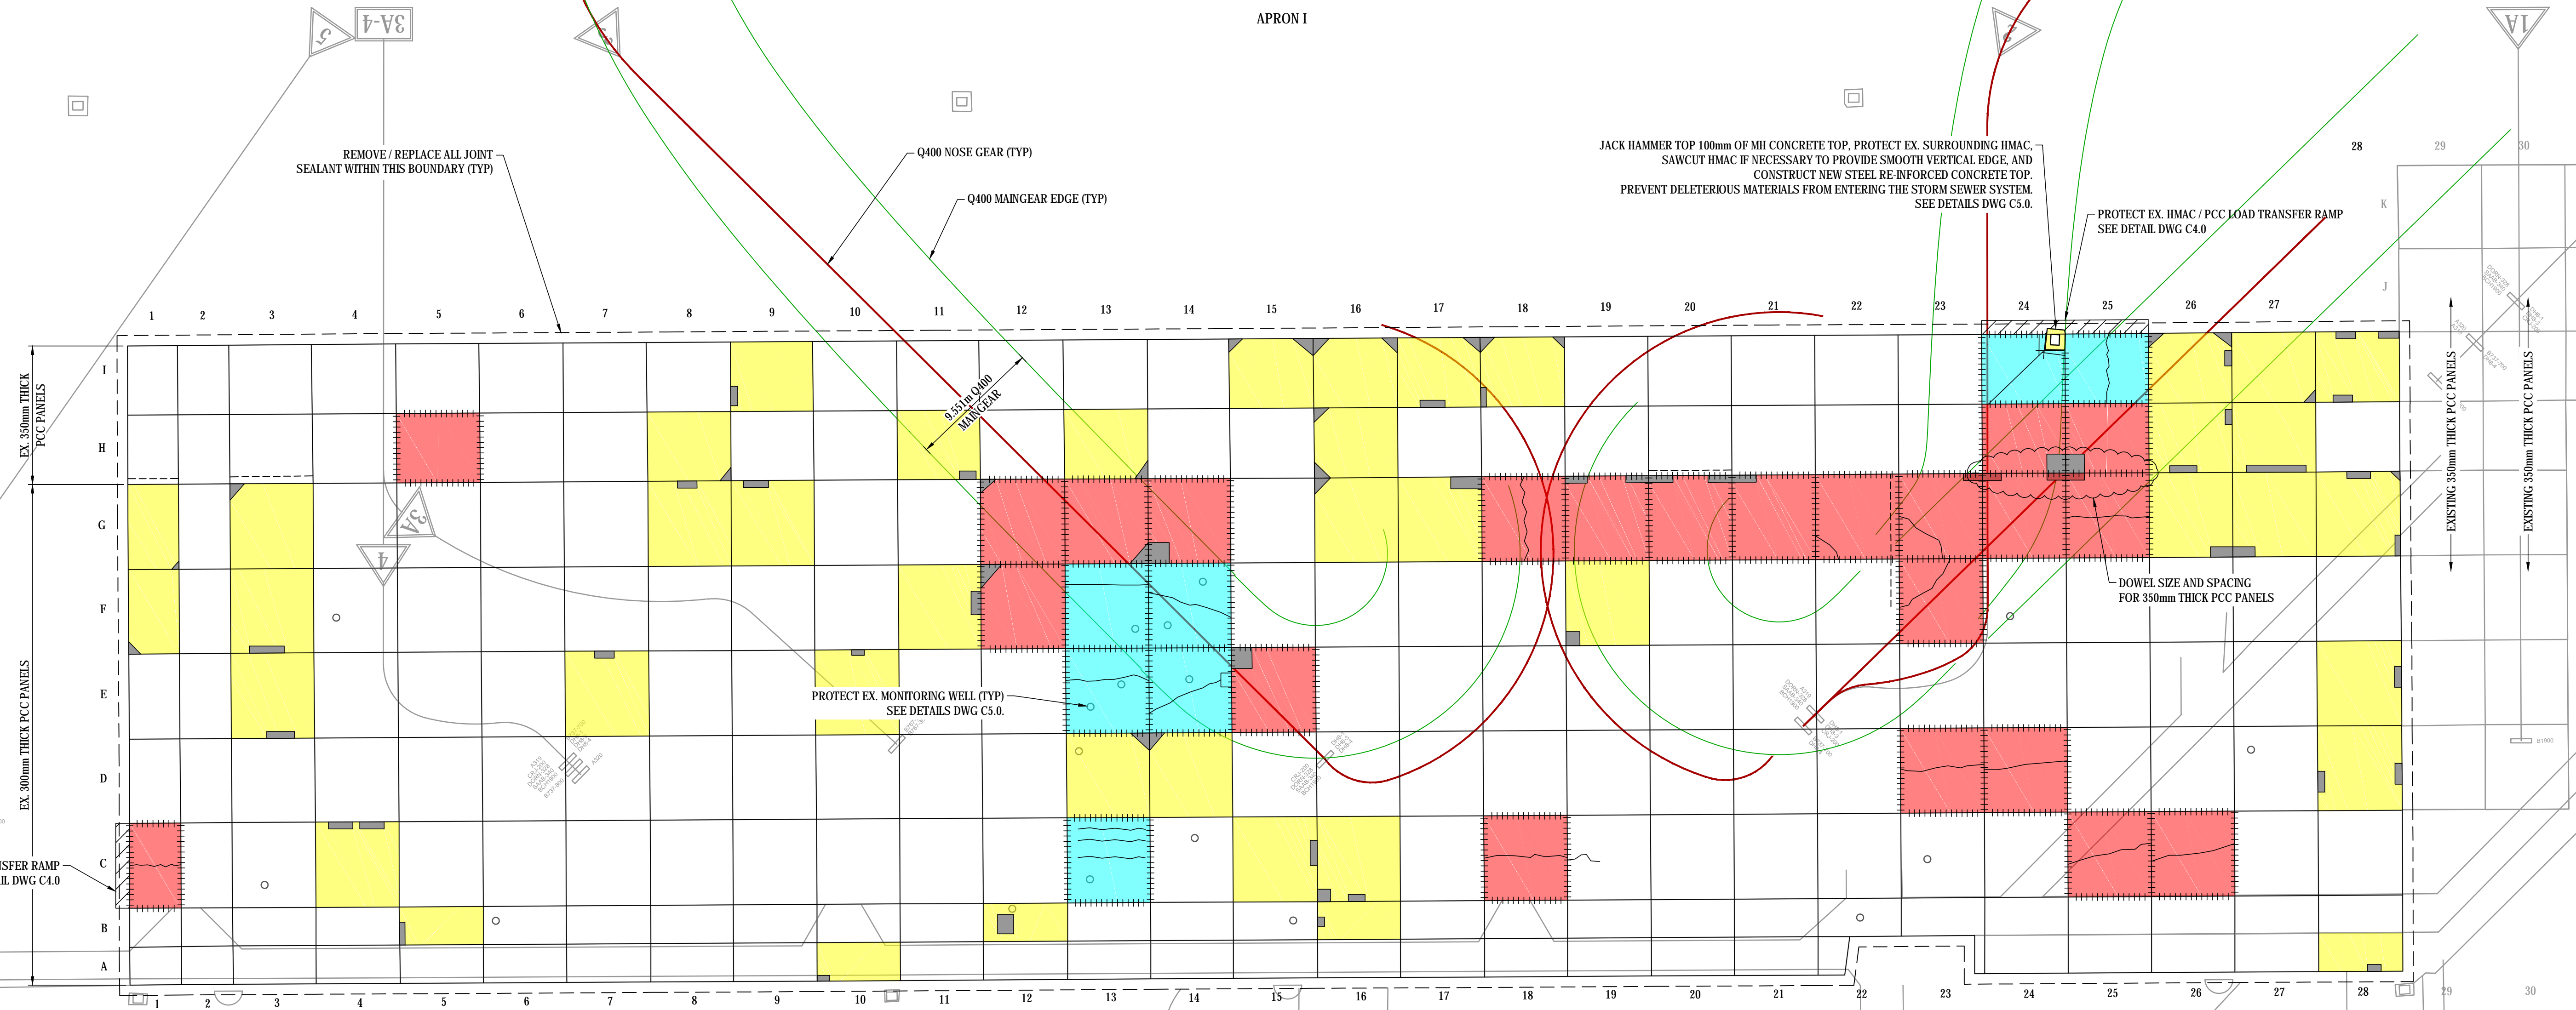 APRON I
5
3A-4
2
1A
REMOVE / REPLACE ALL JOINT
SEALANT WITHIN THIS BOUNDARY (TYP)
Q400 NOSE GEAR (TYP)
Q400 MAINGEAR EDGE (TYP)
JACK HAMMER TOP 100mm OF MH CONCRETE TOP, PROTECT EX. SURROUNDING HMAC,
SAWCUT HMAC IF NECESSARY TO PROVIDE SMOOTH VERTICAL EDGE, AND
CONSTRUCT NEW STEEL RE-INFORCED CONCRETE TOP.
PREVENT DELETERIOUS MATERIALS FROM ENTERING THE STORM SEWER SYSTEM.
SEE DETAILS DWG C5.0.
PROTECT EX. HMAC / PCC LOAD TRANSFER RAMP
SEE DETAIL DWG C4.0
28 29 30
K
J
1 2 3 4 5 6 7 8 9 10 11 12 13 14 15 16 17 18 19 20 21 22 23 24 25 26 27
I
H
G
F
E
D
C
B
A
EX. 350mm THICK
PCC PANELS
EX. 300mm THICK PCC PANELS
9.551m Q400
MAINGEAR
EXISTING 350mm THICK PCC PANELS
EXISTING 350mm THICK PCC PANELS
3A
4
DOWEL SIZE AND SPACING
FOR 350mm THICK PCC PANELS
PROTECT EX. MONITORING WELL (TYP)
SEE DETAILS DWG C5.0.
B1900
A320
NSFER RAMP
IL DWG C4.0
1 2 3 4 5 6 7 8 9 10 11 12 13 14 15 16 17 18 19 20 21 22 23 24 25 26 27 28 29 30